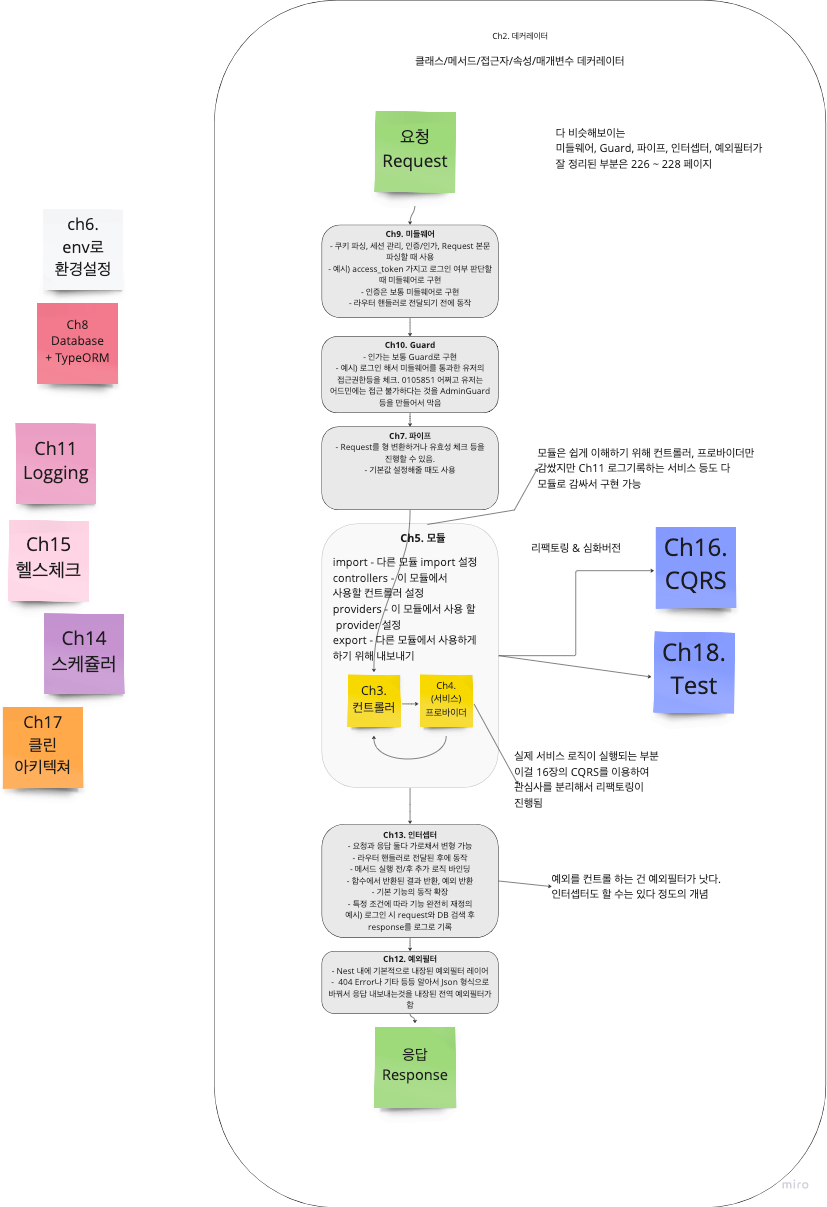 Ch2. 데커레이터
클래스/메서드/접근자/속성/매개변수 데커레이터
요청
Request
다 비슷해보이는
미들웨어, Guard, 파이프, 인터셉터, 예외필터가
잘 정리된 부분은 226 ~ 228 페이지
ch6.
env로
환경설정
Ch8
Database
+ TypeORM
Ch11
Logging
Ch15
헬스체크
Ch14
스케쥴러
Ch17
클린
아키텍쳐
Ch9. 미들웨어
- 쿠키 파싱, 세션 관리, 인증/인가, Request 본문
파싱할 때 사용
- 예시) access_token 가지고 로그인 여부 판단할
때 미들웨어로 구현
- 인증은 보통 미들웨어로 구현
- 라우터 핸들러로 전달되기 전에 동작
Ch10. Guard
- 인가는 보통 Guard로 구현
- 예시) 로그인 해서 미들웨어를 통과한 유저의
접근권한등을 체크. 0105851 어쩌고 유저는
어드민에는 접근 불가하다는 것을 AdminGuard
등을 만들어서 막음
Ch7. 파이프
- Request를 형 변환하거나 유효성 체크 등을
진행할 수 있음.
- 기본값 설정해줄 때도 사용
모듈은 쉽게 이해하기 위해 컨트롤러, 프로바이더만
감쌌지만 Ch11 로그기록하는 서비스 등도 다
모듈로 감싸서 구현 가능
Ch5. 모듈
import - 다른 모듈 import 설정
controllers - 이 모듈에서
사용할 컨트롤러 설정
providers - 이 모듈에서 사용 할
provider 설정
export - 다른 모듈에서 사용하게
하기 위해 내보내기
Ch3.
컨트롤러
Ch4.
(서비스)
프로바이더
리팩토링 & 심화버전
Ch16.
CQRS
Ch18.
Test
실제 서비스 로직이 실행되는 부분
이걸 16장의 CQRS를 이용하여
관심사를 분리해서 리팩토링이
진행됨
Ch13. 인터셉터
- 요청과 응답 둘다 가로채서 변형 가능
- 라우터 핸들러로 전달된 후에 동작
- 메서드 실행 전/후 추가 로직 바인딩
- 함수에서 반환된 결과 반환, 예외 반환
- 기본 기능의 동작 확장
- 특정 조건에 따라 기능 완전히 재정의
예시) 로그인 시 request와 DB 검색 후
response를 로그로 기록
예외를 컨트롤 하는 건 예외필터가 낫다.
인터셉터도 할 수는 있다 정도의 개념
Ch12. 예외필터
- Nest 내에 기본적으로 내장된 예외필터 레이어
- 404 Error나 기타 등등 알아서 Json 형식으로
바꿔서 응답 내보내는것을 내장된 전역 예외필터가
함
응답
Response
miro